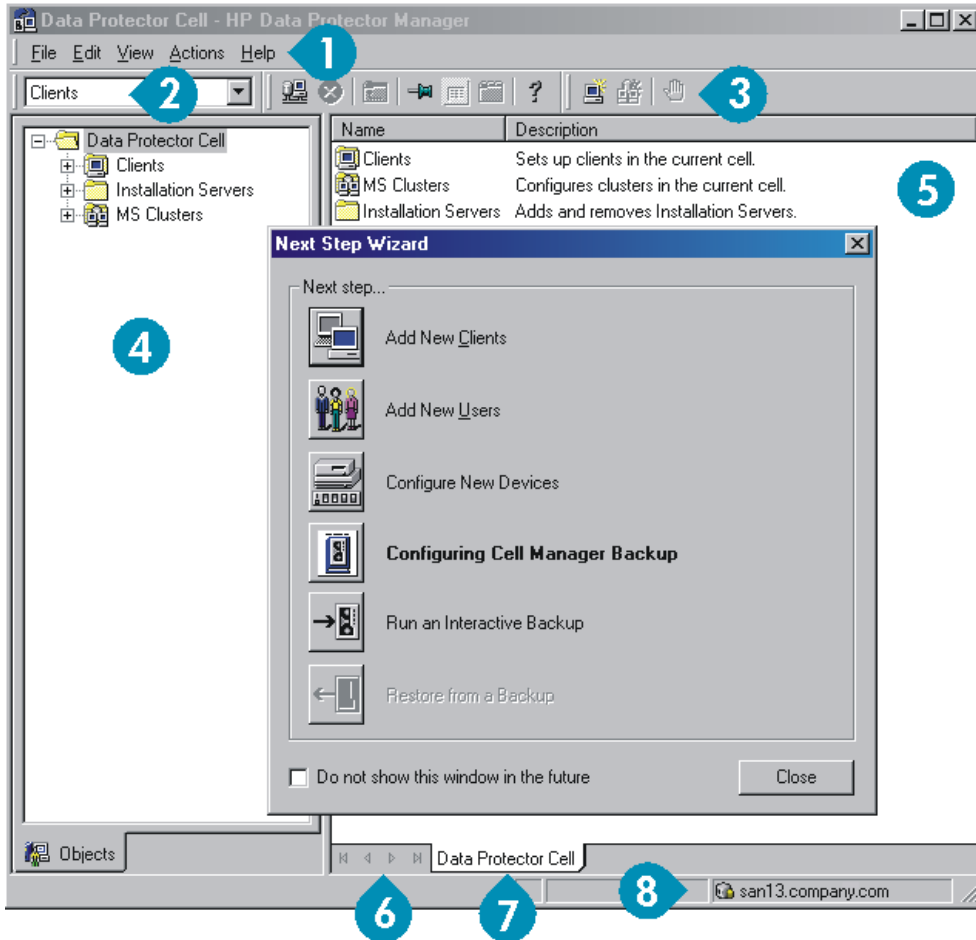 Data Protector Cell - HP Data Protector Manager
File Edit View Actions Help
1
Clients
2
?
3
Data Protector Cell
Clients
Installation Servers
MS Clusters
4
Name Description
Clients Sets up clients in the current cell.
MS Clusters Configures clusters in the current cell.
Installation Servers Adds and removes Installation Servers.
5
Next Step Wizard
Next step...
Add New Clients
Add New Users
Configure New Devices
Configuring Cell Manager Backup
Run an Interactive Backup
Restore from a Backup
Do not show this window in the future
Close
Objects
Data Protector Cell
6
7
8
san13.company.com